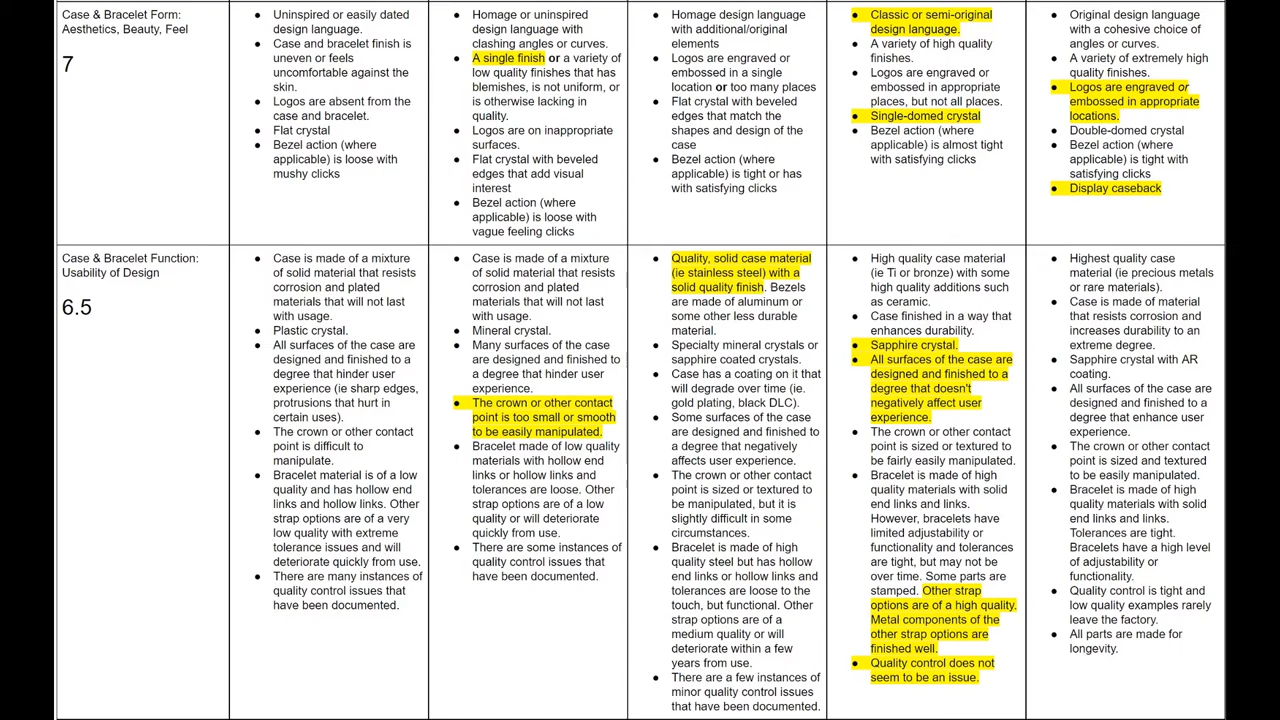 Case & Bracelet Form:
Aesthetics, Beauty, Feel
7
● Uninspired or easily dated
design language.
● Case and bracelet finish is
uneven or feels
uncomfortable against the
skin.
● Logos are absent from the
case and bracelet.
● Flat crystal
● Bezel action (where
applicable) is loose with
mushy clicks
● Homage or uninspired
design language with
clashing angles or curves.
● A single finish or a variety of
low quality finishes that has
blemishes, is not uniform, or
is otherwise lacking in
quality.
● Logos are on inappropriate
surfaces.
● Flat crystal with beveled
edges that add visual
interest
● Bezel action (where
applicable) is loose with
vague feeling clicks
● Homage design language
with additional/original
elements
● Logos are engraved or
embossed in a single
location or too many places
● Flat crystal with beveled
edges that match the
shapes and design of the
case
● Bezel action (where
applicable) is tight or has
with satisfying clicks
● Classic or semi-original
design language.
● A variety of high quality
finishes.
● Logos are engraved or
embossed in appropriate
places, but not all places.
● Single-domed crystal
● Bezel action (where
applicable) is almost tight
with satisfying clicks
● Original design language
with a cohesive choice of
angles or curves.
● A variety of extremely high
quality finishes.
● Logos are engraved or
embossed in appropriate
locations.
● Double-domed crystal
● Bezel action (where
applicable) is tight with
satisfying clicks
● Display caseback
Case & Bracelet Function:
Usability of Design
6.5
● Case is made of a mixture
of solid material that resists
corrosion and plated
materials that will not last
with usage.
● Plastic crystal.
● All surfaces of the case are
designed and finished to a
degree that hinder user
experience (ie sharp edges,
protrusions that hurt in
certain uses).
● The crown or other contact
point is difficult to
manipulate.
● Bracelet material is of a low
quality and has hollow end
links and hollow links. Other
strap options are of a very
low quality with extreme
tolerance issues and will
deteriorate quickly from use.
● There are many instances of
quality control issues that
have been documented.
● Case is made of a mixture
of solid material that resists
corrosion and plated
materials that will not last
with usage.
● Mineral crystal.
● Many surfaces of the case
are designed and finished to
a degree that hinder user
experience.
● The crown or other contact
point is too small or smooth
to be easily manipulated.
● Bracelet made of low quality
materials with hollow end
links or hollow links and
tolerances are loose. Other
strap options are of a low
quality or will deteriorate
quickly from use.
● There are some instances of
quality control issues that
have been documented.
● Quality, solid case material
(ie stainless steel) with a
solid quality finish. Bezels
are made of aluminum or
some other less durable
material.
● Specialty mineral crystals or
sapphire coated crystals.
● Case has a coating on it that
will degrade over time (ie.
gold plating, black DLC).
● Some surfaces of the case
are designed and finished to
a degree that negatively
affects user experience.
● The crown or other contact
point is sized or textured to
be manipulated, but it is
slightly difficult in some
circumstances.
● Bracelet is made of high
quality steel but has hollow
end links or hollow links and
tolerances are loose to the
touch, but functional. Other
strap options are of a
medium quality or will
deteriorate within a few
years from use.
● There are a few instances of
minor quality control issues
that have been documented.
● High quality case material
(ie Ti or bronze) with some
high quality additions such
as ceramic.
● Case finished in a way that
enhances durability.
● Sapphire crystal.
● All surfaces of the case are
designed and finished to a
degree that doesn't
negatively affect user
experience.
● The crown or other contact
point is sized or textured to
be fairly easily manipulated.
● Bracelet is made of high
quality materials with solid
end links and links.
However, bracelets have
limited adjustability or
functionality and tolerances
are tight, but may not be
over time. Some parts are
stamped. Other strap
options are of a high quality.
Metal components of the
other strap options are
finished well.
● Quality control does not
seem to be an issue.
● Highest quality case
material (ie precious metals
or rare materials).
● Case is made of material
that resists corrosion and
increases durability to an
extreme degree.
● Sapphire crystal with AR
coating.
● All surfaces of the case are
designed and finished to a
degree that enhance user
experience.
● The crown or other contact
point is sized and textured
to be easily manipulated.
● Bracelet is made of high
quality materials with solid
end links and links.
Tolerances are tight.
Bracelets have a high level
of adjustability or
functionality.
● Quality control is tight and
low quality examples rarely
leave the factory.
● All parts are made for
longevity.